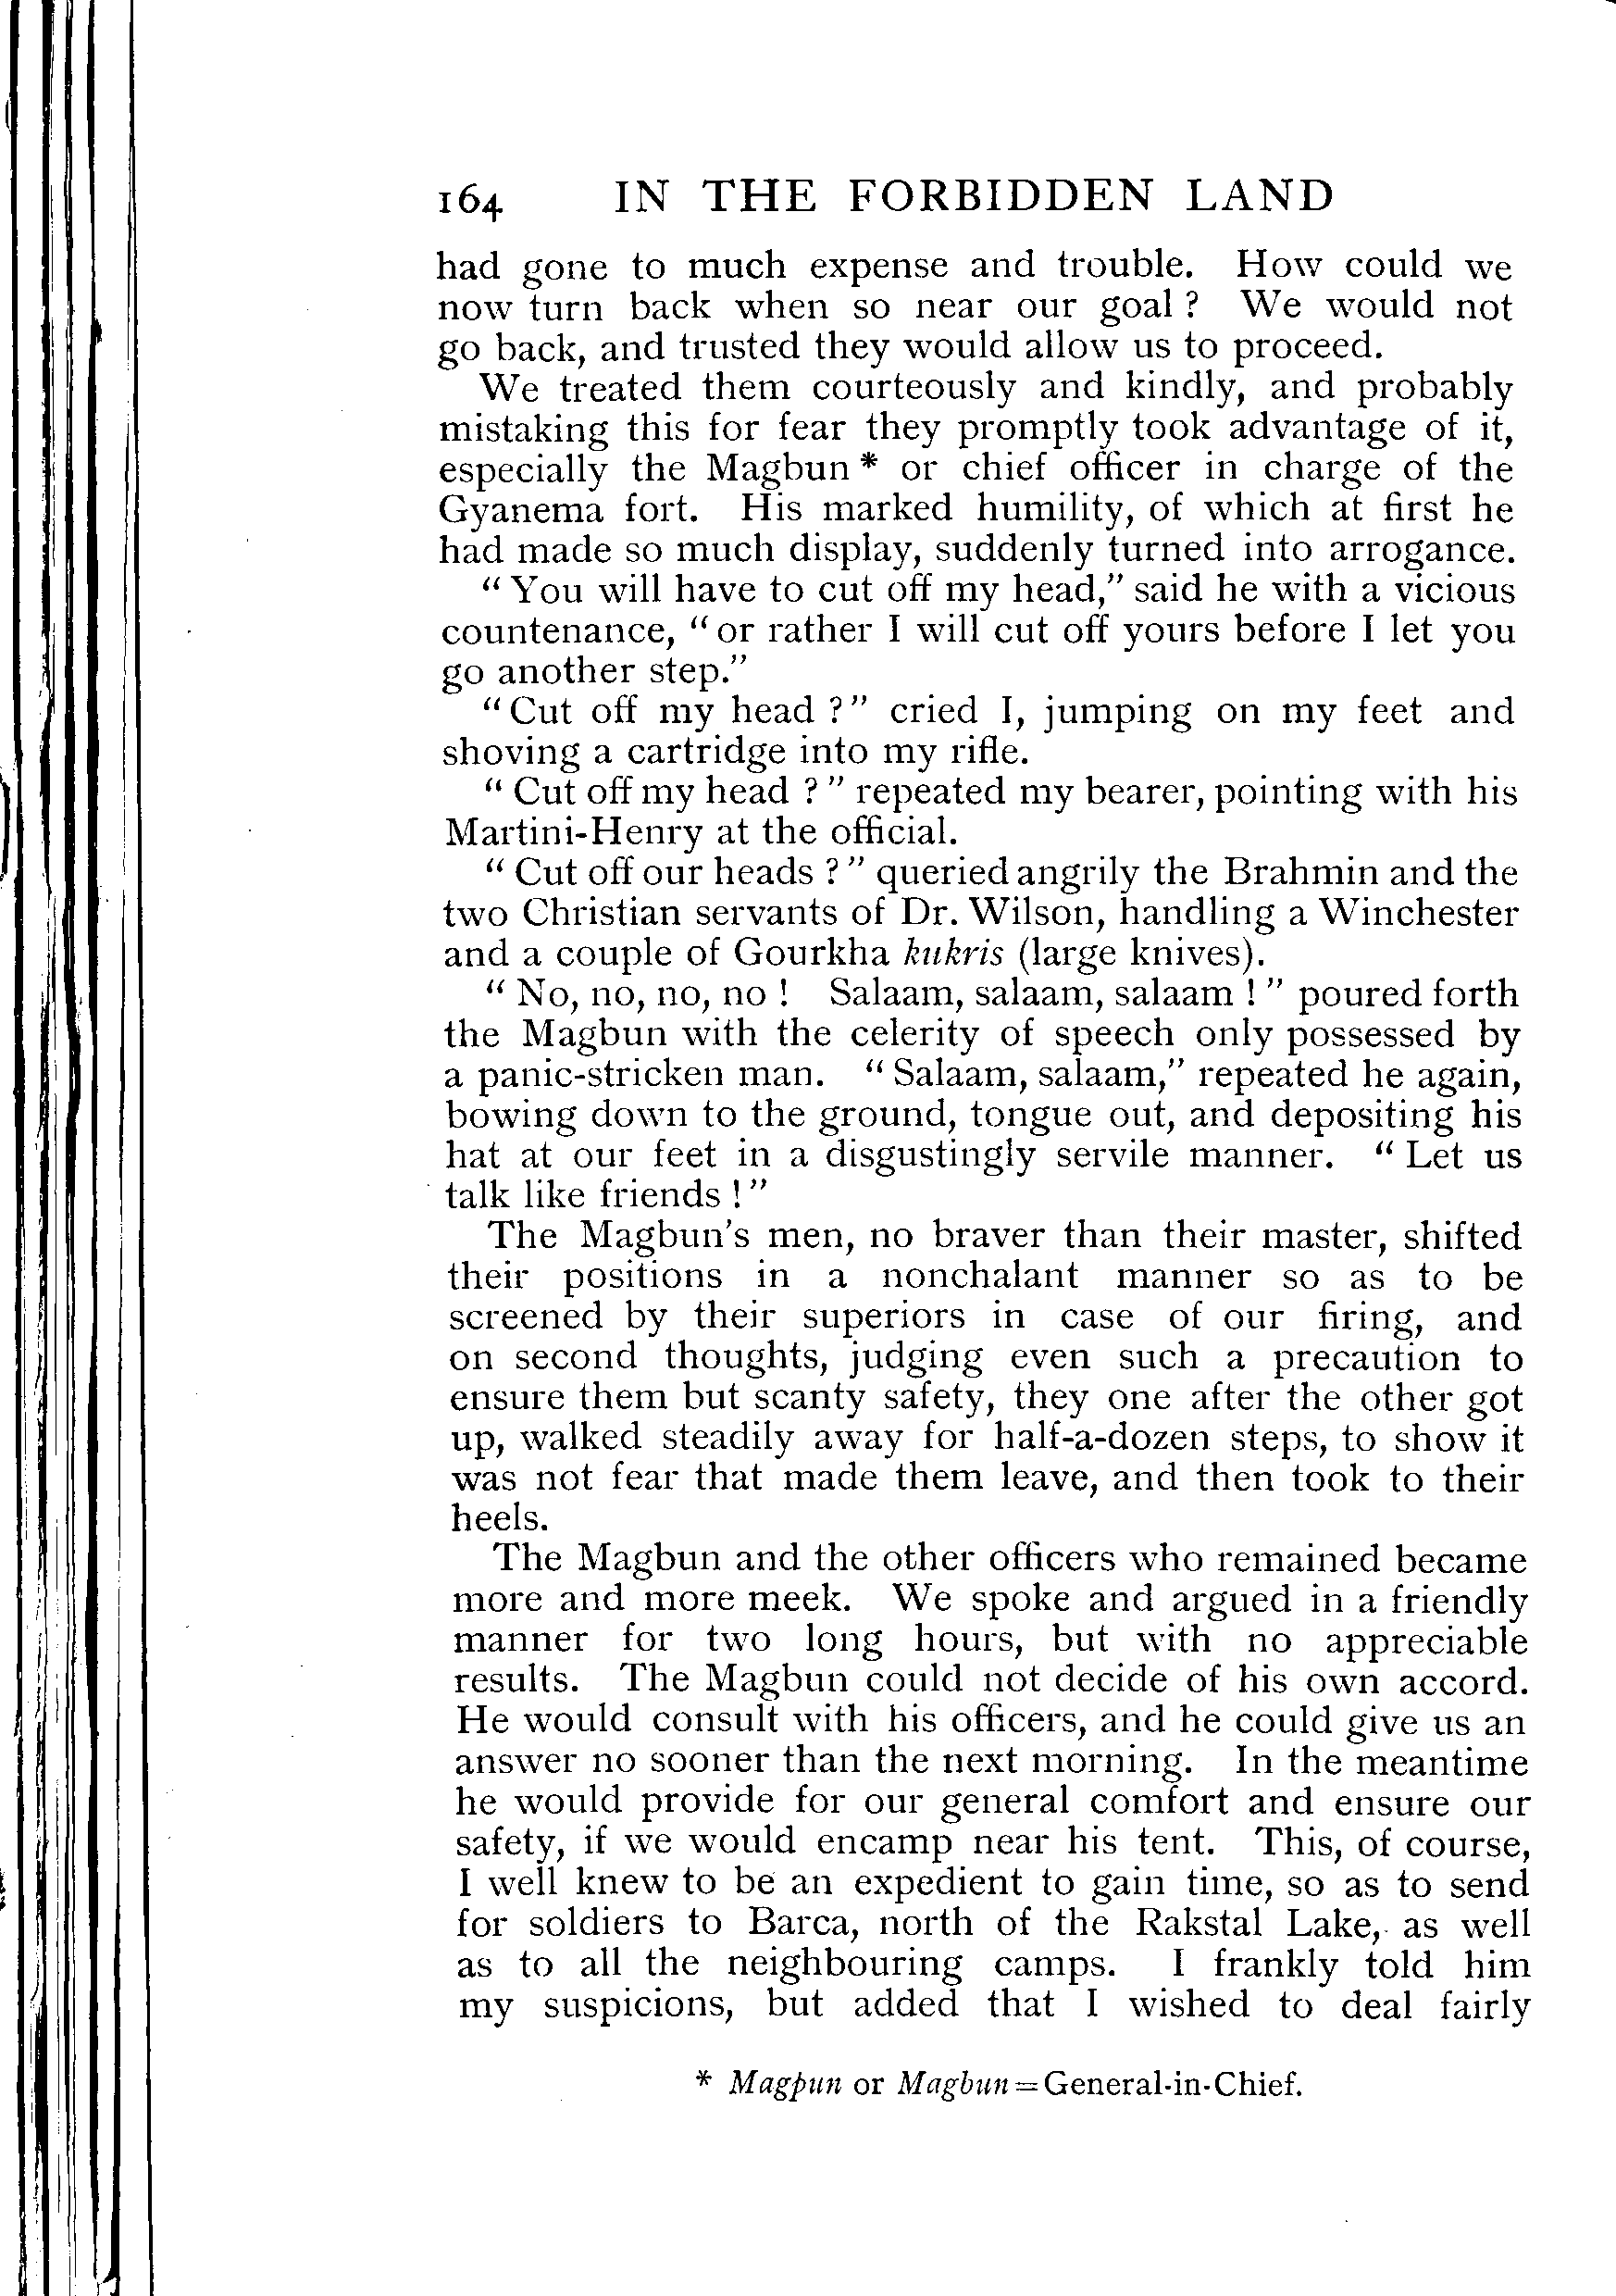 164 IN THE FORBIDDEN LAND
had gone to much expense and trouble. How could we
now turn back when so near our goal ? We would not
go back, and trusted they would allow us to proceed.
We treated them courteously and kindly, and probably
mistaking this for fear they promptly took advantage of it,
especially the Magbun * or chief officer in charge of the
Gyanema fort. His marked humility, of which at first he
had made so much display, suddenly turned into arrogance.
“ You will have to cut off my head,” said he with a vicious
countenance, “ or rather I will cut off yours before I let you
go another step.”
“ Cut off my head ? ” cried I, jumping on my feet and
shoving a cartridge into my rifle.
“ Cut off my head ? ” repeated my bearer, pointing with his
Martini-Henry at the official.
“ Cut off our heads ? ” queried angrily the Brahmin and the
two Christian servants of Dr. Wilson, handling a Winchester
and a couple of Gourkha kukris (large knives).
“ No, no, no, no ! Salaam, salaam, salaam ! ” poured forth
the Magbun with the celerity of speech only possessed by
a panic-stricken man. “ Salaam, salaam,” repeated he again,
bowing down to the ground, tongue out, and depositing his
hat at our feet in a disgustingly servile manner. “ Let us
talk like friends ! ”
The Magbun's men, no braver than their master, shifted
their positions in a nonchalant manner so as to be
screened by their superiors in case of our firing, and
on second thoughts, judging even such a precaution to
ensure them but scanty safety, they one after the other got
up, walked steadily away for half-a-dozen steps, to show it
was not fear that made them leave, and then took to their
heels.
The Magbun and the other officers who remained became
more and more meek. We spoke and argued in a friendly
manner for two long hours, but with no appreciable
results. The Magbun could not decide of his own accord.
He would consult with his officers, and he could give us an
answer no sooner than the next morning. In the meantime
he would provide for our general comfort and ensure our
safety, if we would encamp near his tent. This, of course,
I well knew to be an expedient to gain time, so as to send
for soldiers to Barca, north of the Rakstal Lake, as well
as to all the neighbouring camps. I frankly told him
my suspicions, but added that I wished to deal fairly
* Magpun or Magbun = General-in-Chief.